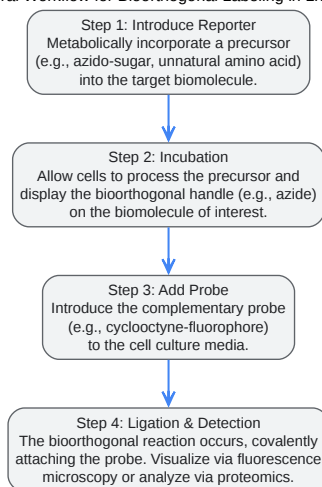 Workflow for Bioorthogonal Labeling in
Step 1: Introduce Reporter
Metabolically incorporate a precursor
(e.g., azido-sugar, unnatural amino acid)
into the target biomolecule.
Step 2: Incubation
Allow cells to process the precursor and
display the bioorthogonal handle (e.g., azide)
on the biomolecule of interest.
Step 3: Add Probe
Introduce the complementary probe
(e.g., cyclooctyne-fluorophore)
to the cell culture media.
Step 4: Ligation & Detection
The bioorthogonal reaction occurs, covalently
attaching the probe. Visualize via fluorescence
microscopy or analyze via proteomics.